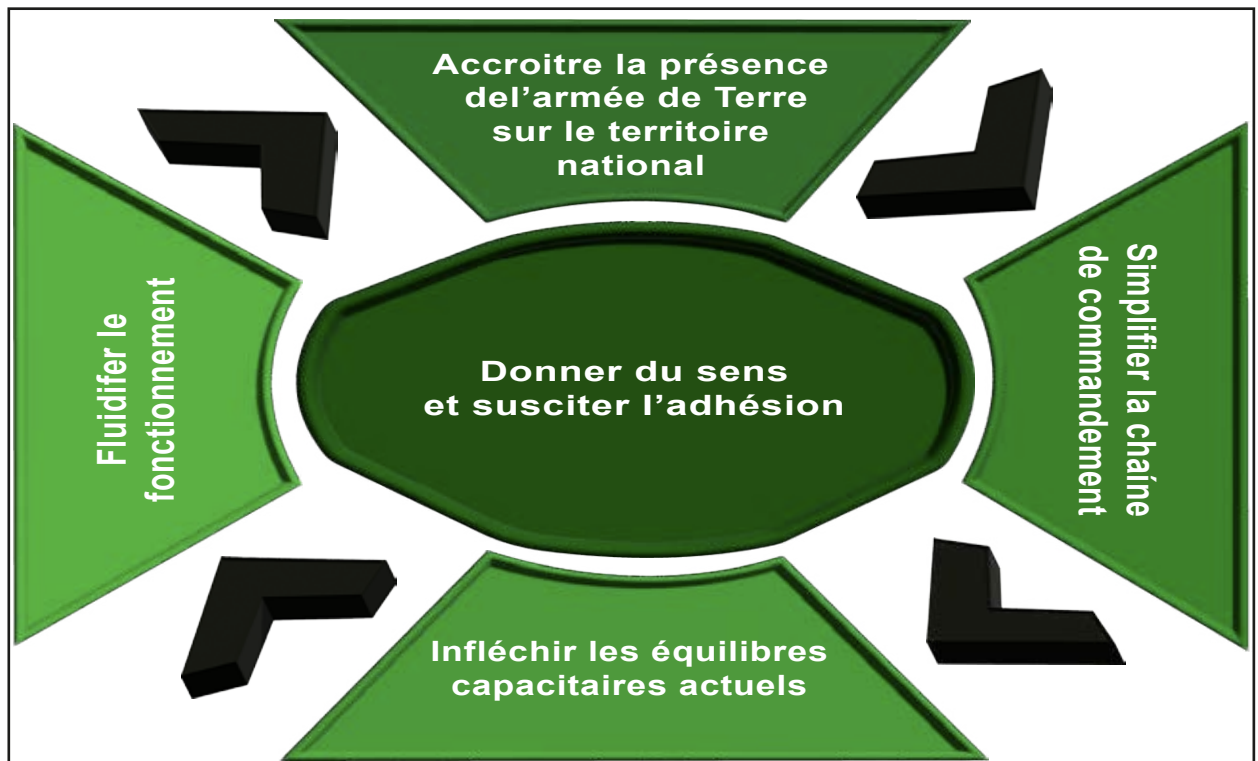 Accroitre la présence
del'armée de Terre
sur le territoire
national
Fluidifer le
fonctionnement
Donner du sens
et susciter l’adhésion
Simplifier la chaíne
de commandement
Infléchir les équilibres
capacitaires actuels